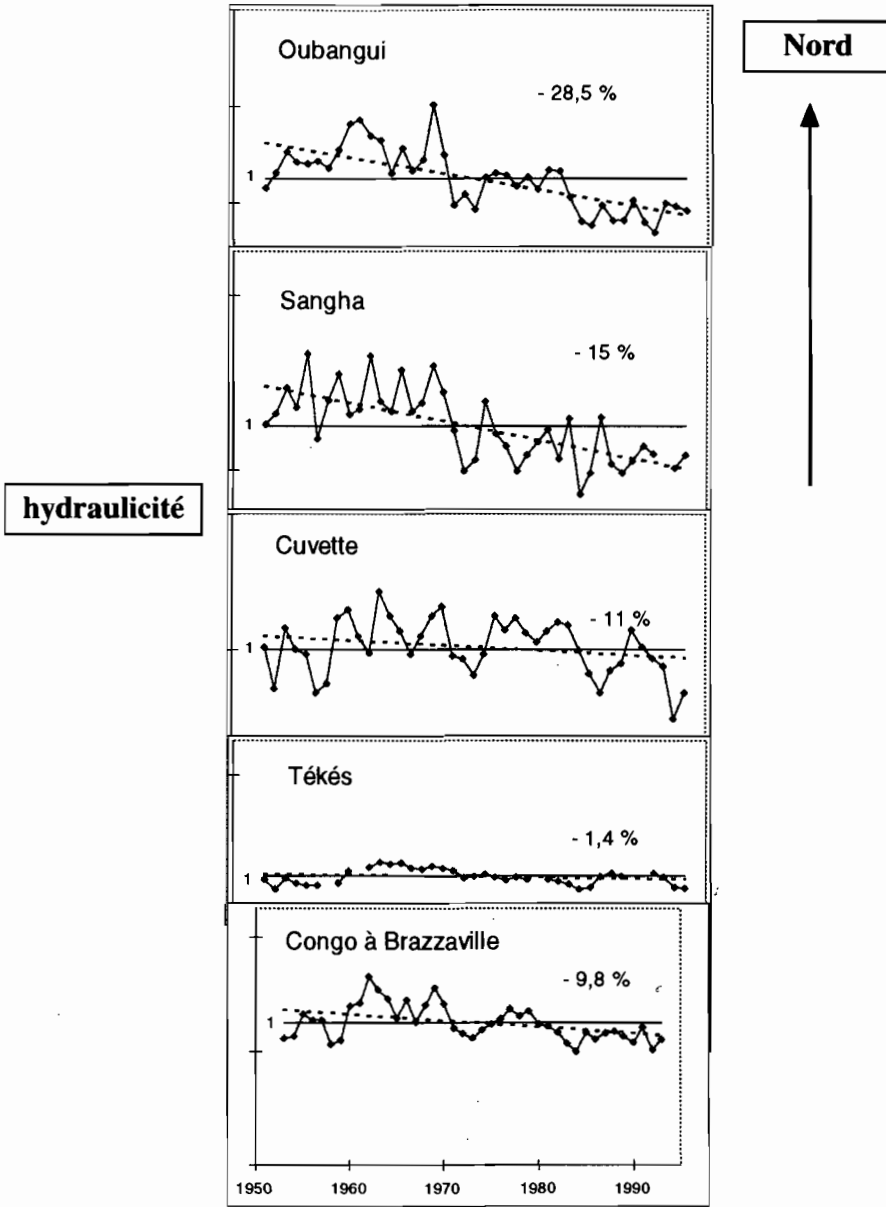 Nord
Oubangui
- 28,5 %
1
Sangha
- 15 %
1
hydraulicité
Cuvette
- 11 %
1
Tékés
- 1,4 %
1
Congo à Brazzaville
- 9,8 %
1
1950 1960 1970 1980 1990